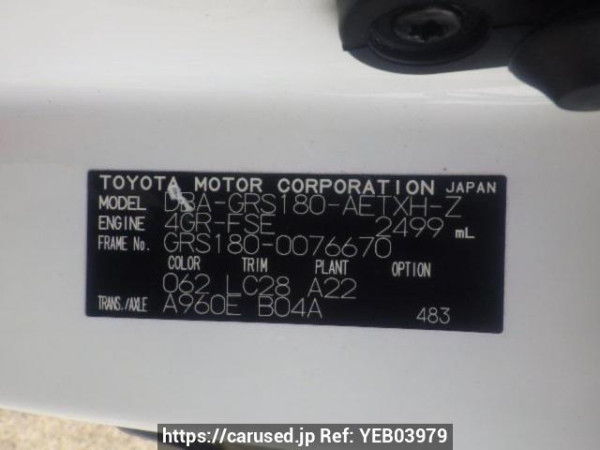 TOYOTA MOTOR CORPORATION JAPAN
MODEL DBA-GRS180-AETXH-Z
ENGINE 4GR-FSE 2499 mL
FRAME No. GRS180-0076670
COLOR TRIM PLANT OPTION
062 LC28 A22
TRANS./AXLE A960E B04A 483
https://carused.jp Ref: YEB03979